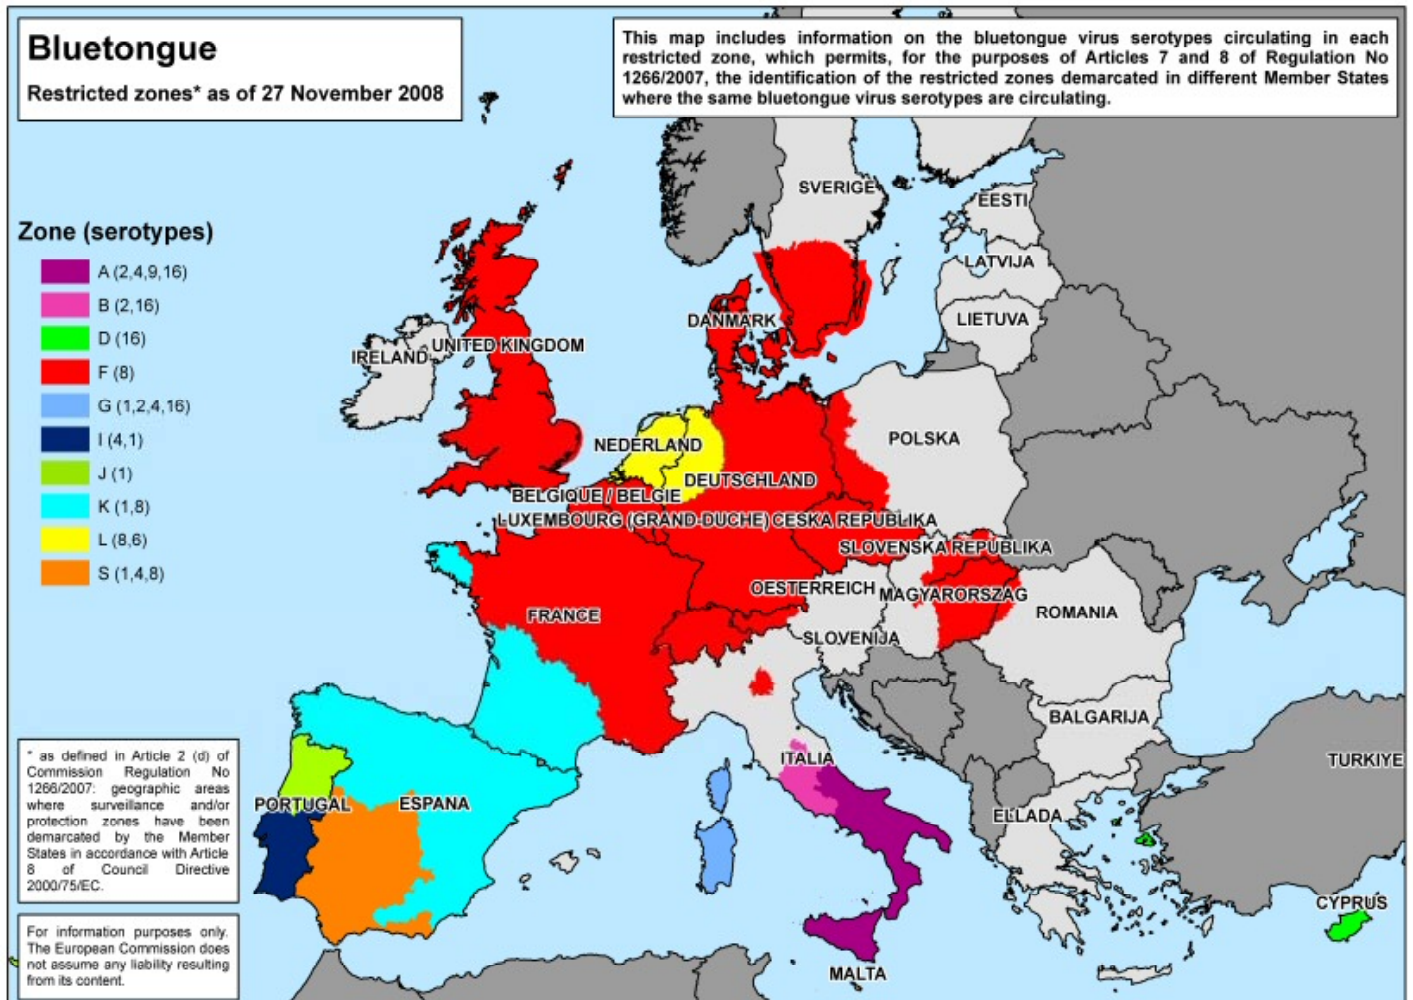 Bluetongue
Restricted zones* as of 27 November 2008
This map includes information on the bluetongue virus serotypes circulating in each
restricted zone, which permits, for the purposes of Articles 7 and 8 of Regulation No
1266/2007, the identification of the restricted zones demarcated in different Member States
where the same bluetongue virus serotypes are circulating.
Zone (serotypes)
A (2,4,9,16)
B (2,16)
D (16)
F (8)
G (1,2,4,16)
I (4,1)
J (1)
K (1,8)
L (8,6)
S (1,4,8)
SVERIGE
EESTI
LATVIJA
LIETUVA
DANMARK
IRELAND
UNITED KINGDOM
NEDERLAND
POLSKA
DEUTSCHLAND
BELGIQUE / BELGIE
LUXEMBOURG (GRAND-DUCHE)
CESKA REPUBLIKA
SLOVENSKA REPUBLIKA
OESTERREICH
MAGYARORSZAG
FRANCE
ROMANIA
SLOVENIJA
BALGARIJA
ITALIA
TURKIYE
PORTUGAL
ESPANA
ELLADA
CYPRUS
MALTA
* as defined in Article 2 (d) of
Commission Regulation No
1266/2007: geographic areas
where surveillance and/or
protection zones have been
demarcated by the Member
States in accordance with Article
8 of Council Directive
2000/75/EC.
For information purposes only.
The European Commission does
not assume any liability resulting
from its content.